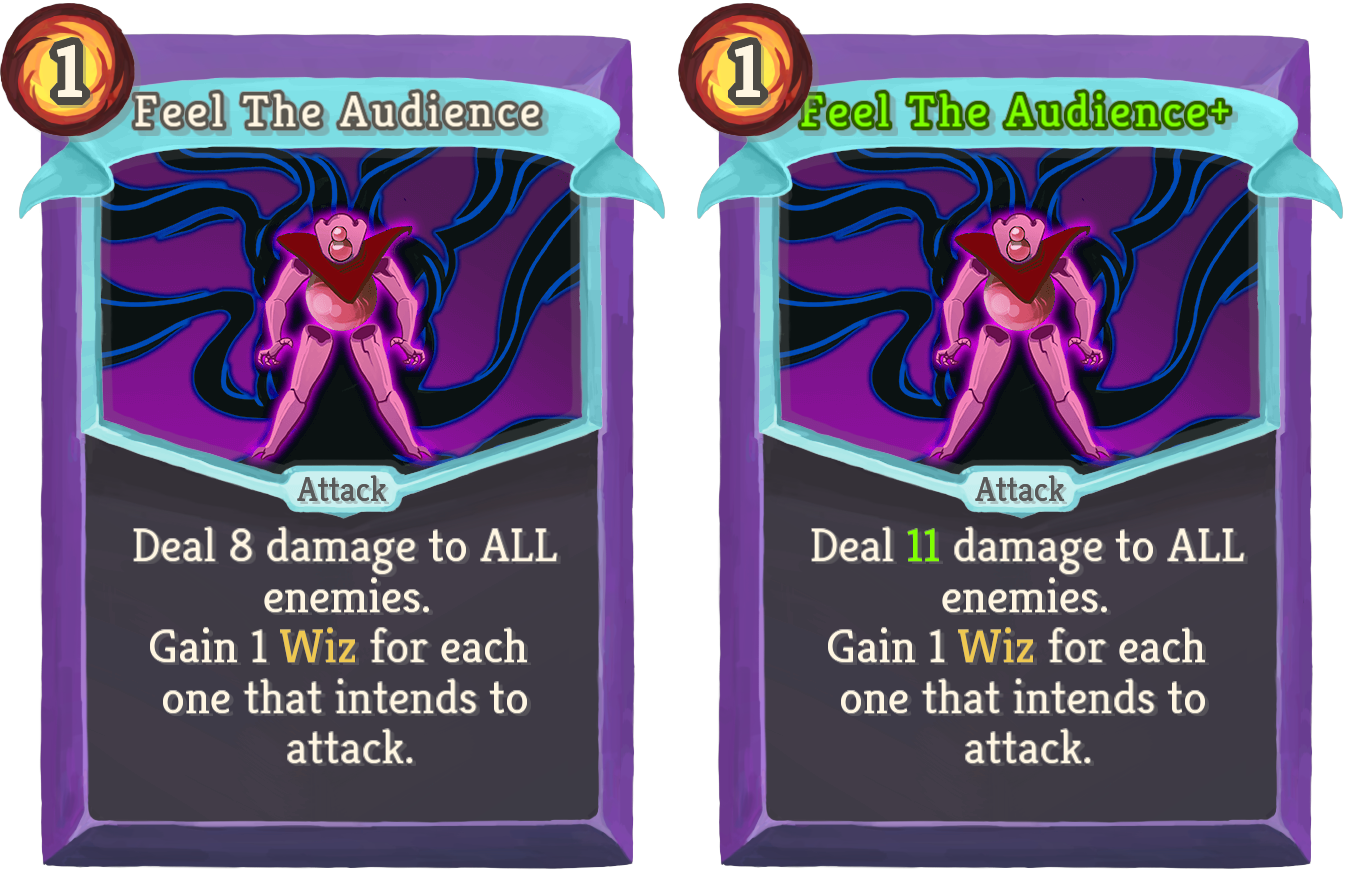 1
Feel The Audience
Attack
Deal 8 damage to ALL
enemies.
Gain 1 Wiz for each
one that intends to
attack.
1
Feel The Audience+
Attack
Deal 11 damage to ALL
enemies.
Gain 1 Wiz for each
one that intends to
attack.